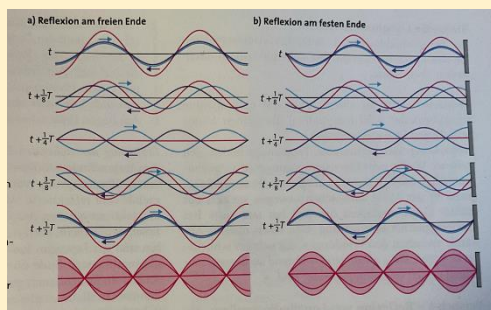 a) Reflexion am freien Ende
t
t + 1/8 T
t + 1/4 T
t + 3/8 T
t + 1/2 T
b) Reflexion am festen Ende
t
t + 1/8 T
t + 1/4 T
t + 3/8 T
t + 1/2 T